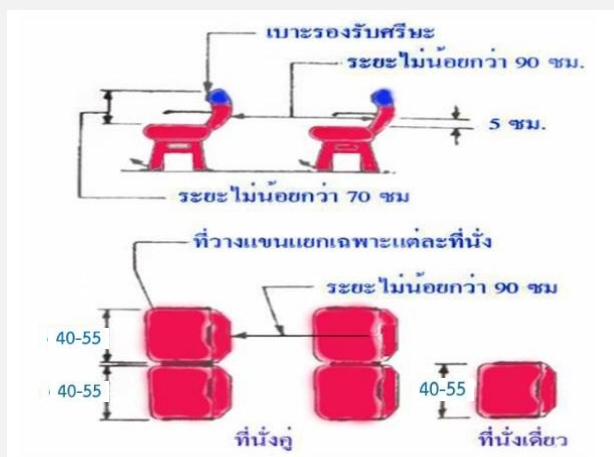 เบาะรองรับศรีษะ
ระยะไม่น้อยกว่า 90 ซม.
5 ซม.
ระยะไม่น้อยกว่า 70 ซม
ที่วางแขนแยกเฉพาะแต่ละที่นั่ง
ระยะไม่น้อยกว่า 90 ซม
40-55
40-55
40-55
ที่นั่งคู่
ที่นั่งเดี่ยว